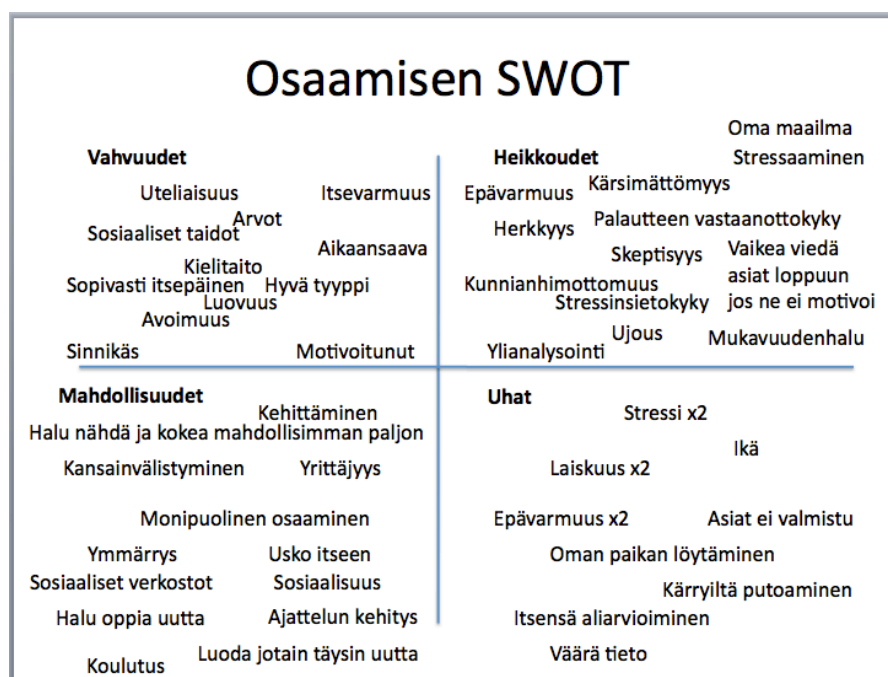 Osaamisen SWOT
Vahvuudet
Uteliaisuus
Itsevarmuus
Arvot
Sosiaaliset taidot
Aikaansaava
Kielitaito
Sopivasti itsepäinen
Hyvä tyyppi
Luovuus
Avoimuus
Sinnikäs
Motivoitunut
Oma maailma
Heikkoudet
Stressaaminen
Kärsimättömyys
Epävarmuus
Herkkyys
Palautteen vastaanottokyky
Skeptisyys
Vaikea viedä
asiat loppuun
jos ne ei motivoi
Kunnianhimottomuus
Stressinsietokyky
Ujous
Mukavuudenhalu
Ylianalysointi
Mahdollisuudet
Kehittäminen
Halu nähdä ja kokea mahdollisimman paljon
Kansainvälistyminen
Yrittäjyys
Monipuolinen osaaminen
Ymmärrys
Usko itseen
Sosiaaliset verkostot
Sosiaalisuus
Halu oppia uutta
Ajattelun kehitys
Luoda jotain täysin uutta
Koulutus
Uhat
Stressi x2
Ikä
Laiskuus x2
Epävarmuus x2
Asiat ei valmistu
Oman paikan löytäminen
Kärryiltä putoaminen
Itsensä aliarvioiminen
Väärä tieto